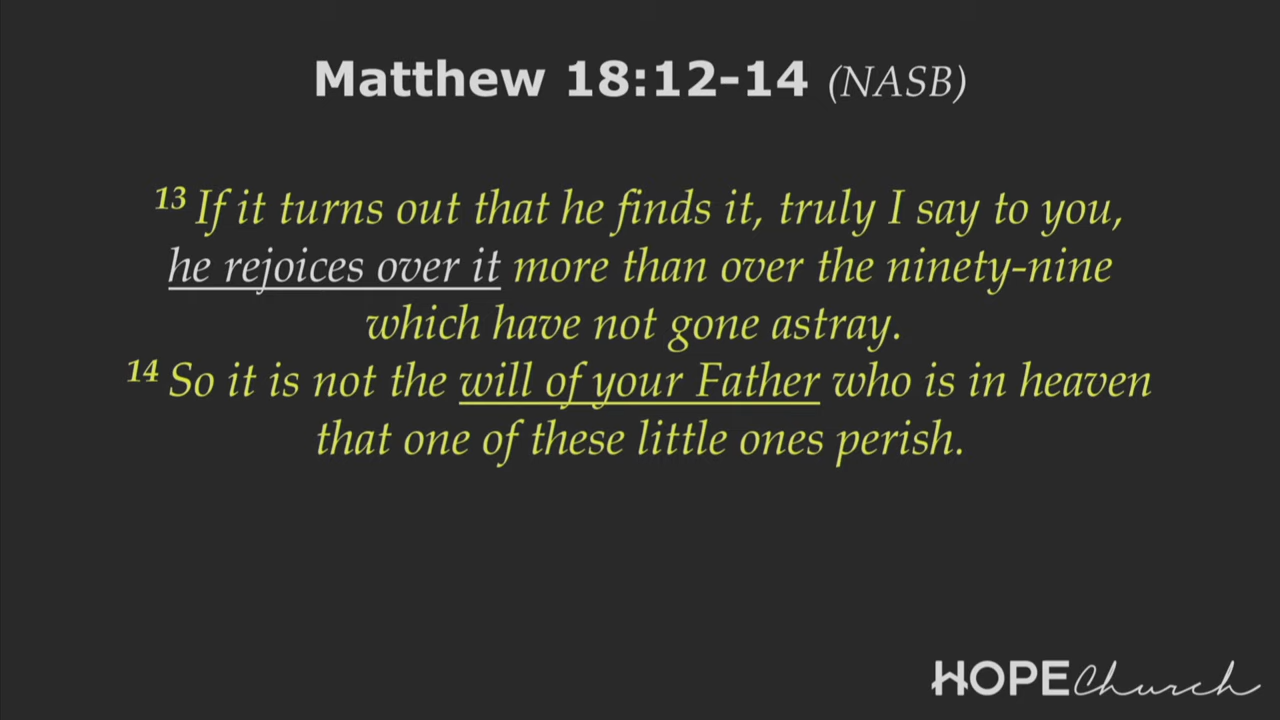 Matthew 18:12-14 (NASB)
13 If it turns out that he finds it, truly I say to you,
he rejoices over it more than over the ninety-nine
which have not gone astray.
14 So it is not the will of your Father who is in heaven
that one of these little ones perish.
HOPE Church